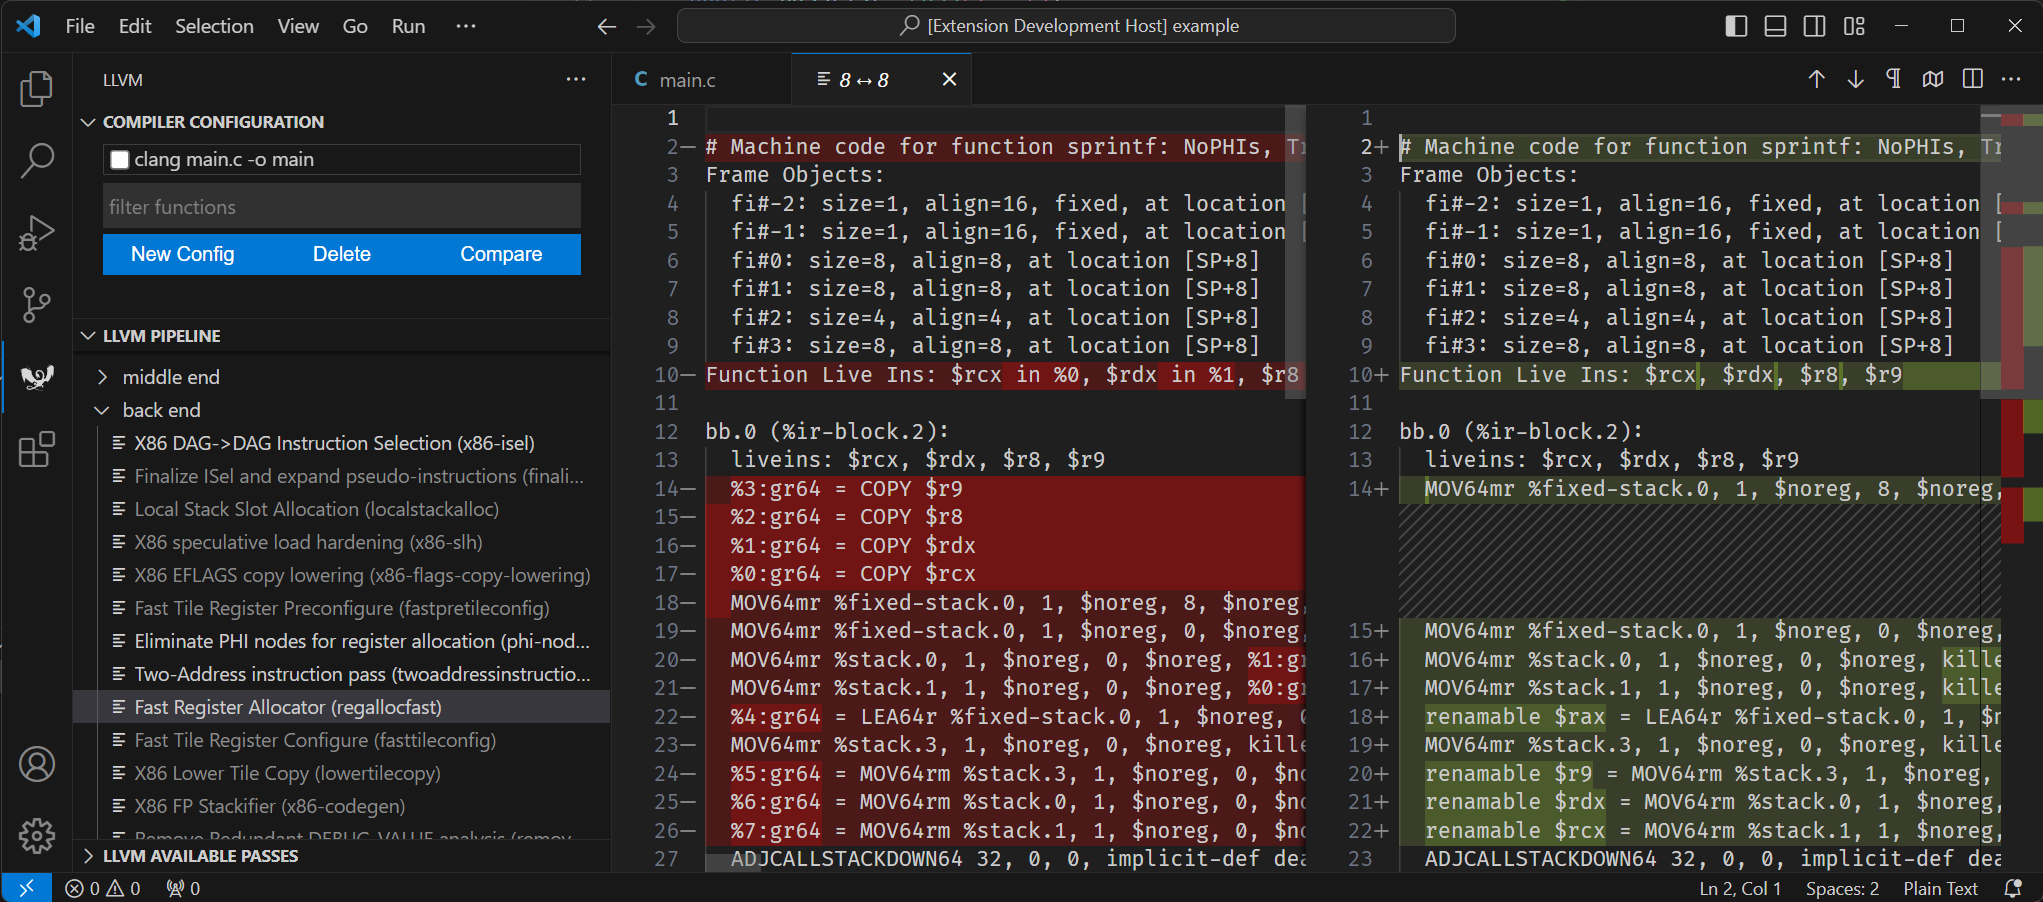 File Edit Selection View Go Run ··· [Extension Development Host] example
LLVM ···
COMPILER CONFIGURATION
clang main.c -o main
filter functions
New Config Delete Compare
LLVM PIPELINE
middle end
back end
X86 DAG->DAG Instruction Selection (x86-isel)
Finalize ISel and expand pseudo-instructions (finali...
Local Stack Slot Allocation (localstackalloc)
X86 speculative load hardening (x86-slh)
X86 EFLAGS copy lowering (x86-flags-copy-lowering)
Fast Tile Register Preconfigure (fastpretileconfig)
Eliminate PHI nodes for register allocation (phi-nod...
Two-Address instruction pass (twoaddressinstructio...
Fast Register Allocator (regallocfast)
Fast Tile Register Configure (fasttileconfig)
X86 Lower Tile Copy (lowertilecopy)
X86 FP Stackifier (x86-codegen)
Remove Redundant DEBUG_VALUE analysis (remov...
LLVM AVAILABLE PASSES
C main.c 8↔8
1
2— # Machine code for function sprintf: NoPHIs, Tr
3 Frame Objects:
4 fi#-2: size=1, align=16, fixed, at location [
5 fi#-1: size=1, align=16, fixed, at location [
6 fi#0: size=8, align=8, at location [SP+8]
7 fi#1: size=8, align=8, at location [SP+8]
8 fi#2: size=4, align=4, at location [SP+8]
9 fi#3: size=8, align=8, at location [SP+8]
10— Function Live Ins: $rcx in %0, $rdx in %1, $r8
11
12 bb.0 (%ir-block.2):
13 liveins: $rcx, $rdx, $r8, $r9
14— %3:gr64 = COPY $r9
15— %2:gr64 = COPY $r8
16— %1:gr64 = COPY $rdx
17— %0:gr64 = COPY $rcx
18— MOV64mr %fixed-stack.0, 1, $noreg, 8, $noreg,
19— MOV64mr %fixed-stack.0, 1, $noreg, 0, $noreg,
20— MOV64mr %stack.0, 1, $noreg, 0, $noreg, %1:gr
21— MOV64mr %stack.1, 1, $noreg, 0, $noreg, %0:gr
22— %4:gr64 = LEA64r %fixed-stack.0, 1, $noreg, 0
23— MOV64mr %stack.3, 1, $noreg, 0, $noreg, kille
24— %5:gr64 = MOV64rm %stack.3, 1, $noreg, 0, $no
25— %6:gr64 = MOV64rm %stack.0, 1, $noreg, 0, $no
26— %7:gr64 = MOV64rm %stack.1, 1, $noreg, 0, $no
27 ADJCALLSTACKDOWN64 32, 0, 0, implicit-def dea
1
2+ # Machine code for function sprintf: NoPHIs, Tr
3 Frame Objects:
4 fi#-2: size=1, align=16, fixed, at location [
5 fi#-1: size=1, align=16, fixed, at location [
6 fi#0: size=8, align=8, at location [SP+8]
7 fi#1: size=8, align=8, at location [SP+8]
8 fi#2: size=4, align=4, at location [SP+8]
9 fi#3: size=8, align=8, at location [SP+8]
10+ Function Live Ins: $rcx, $rdx, $r8, $r9
11
12 bb.0 (%ir-block.2):
13 liveins: $rcx, $rdx, $r8, $r9
14+ MOV64mr %fixed-stack.0, 1, $noreg, 8, $noreg,
15+ MOV64mr %fixed-stack.0, 1, $noreg, 0, $noreg,
16+ MOV64mr %stack.0, 1, $noreg, 0, $noreg, kille
17+ MOV64mr %stack.1, 1, $noreg, 0, $noreg, kille
18+ renamable $rax = LEA64r %fixed-stack.0, 1, $n
19+ MOV64mr %stack.3, 1, $noreg, 0, $noreg, kille
20+ renamable $r9 = MOV64rm %stack.3, 1, $noreg,
21+ renamable $rdx = MOV64rm %stack.0, 1, $noreg,
22+ renamable $rcx = MOV64rm %stack.1, 1, $noreg,
23 ADJCALLSTACKDOWN64 32, 0, 0, implicit-def dea
0 0 0 Ln 2, Col 1 Spaces: 2 Plain Text